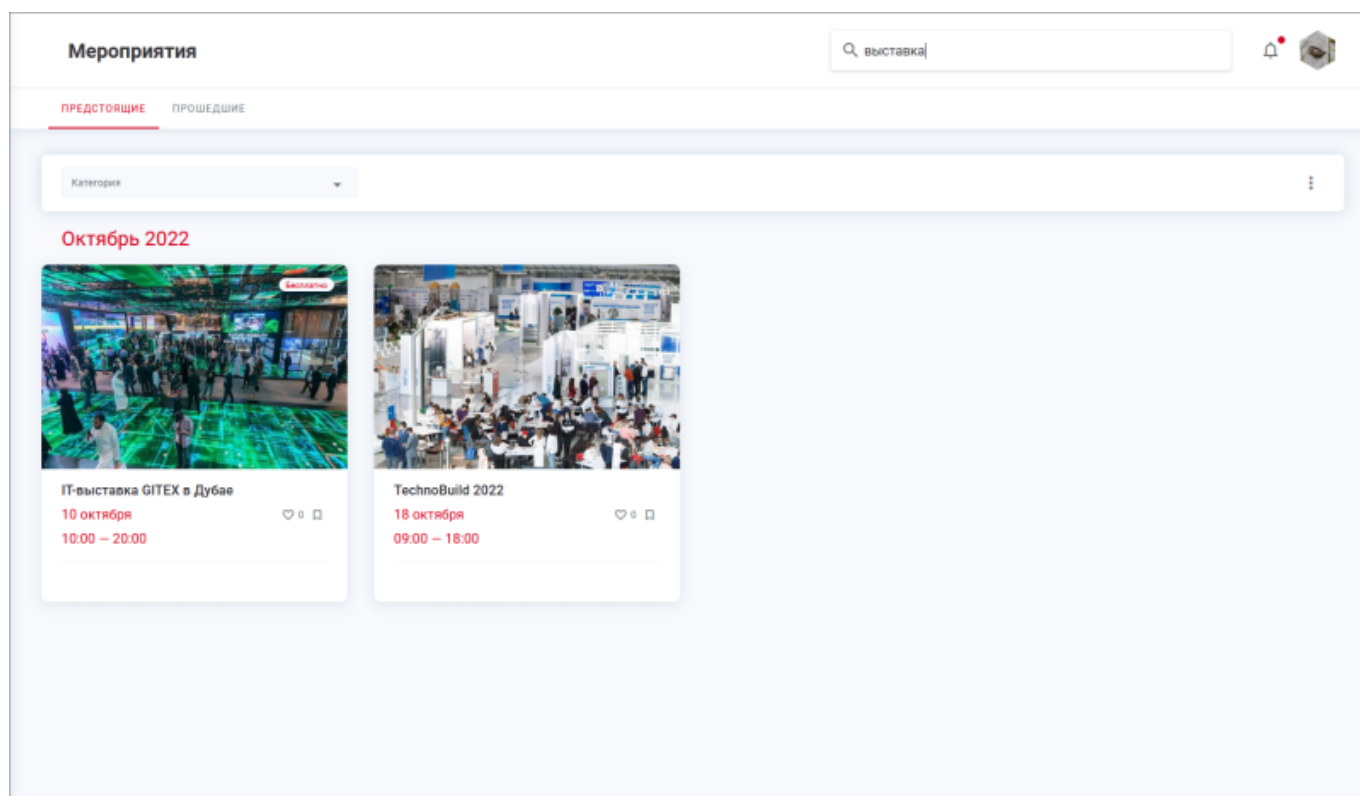 Мероприятия
выставка
ПРЕДСТОЯЩИЕ ПРОШЕДШИЕ
Категория
Октябрь 2022
Бесплатно
IT-выставка GITEX в Дубае
10 октября
0
10:00 — 20:00
TechnoBuild 2022
18 октября
0
09:00 — 18:00